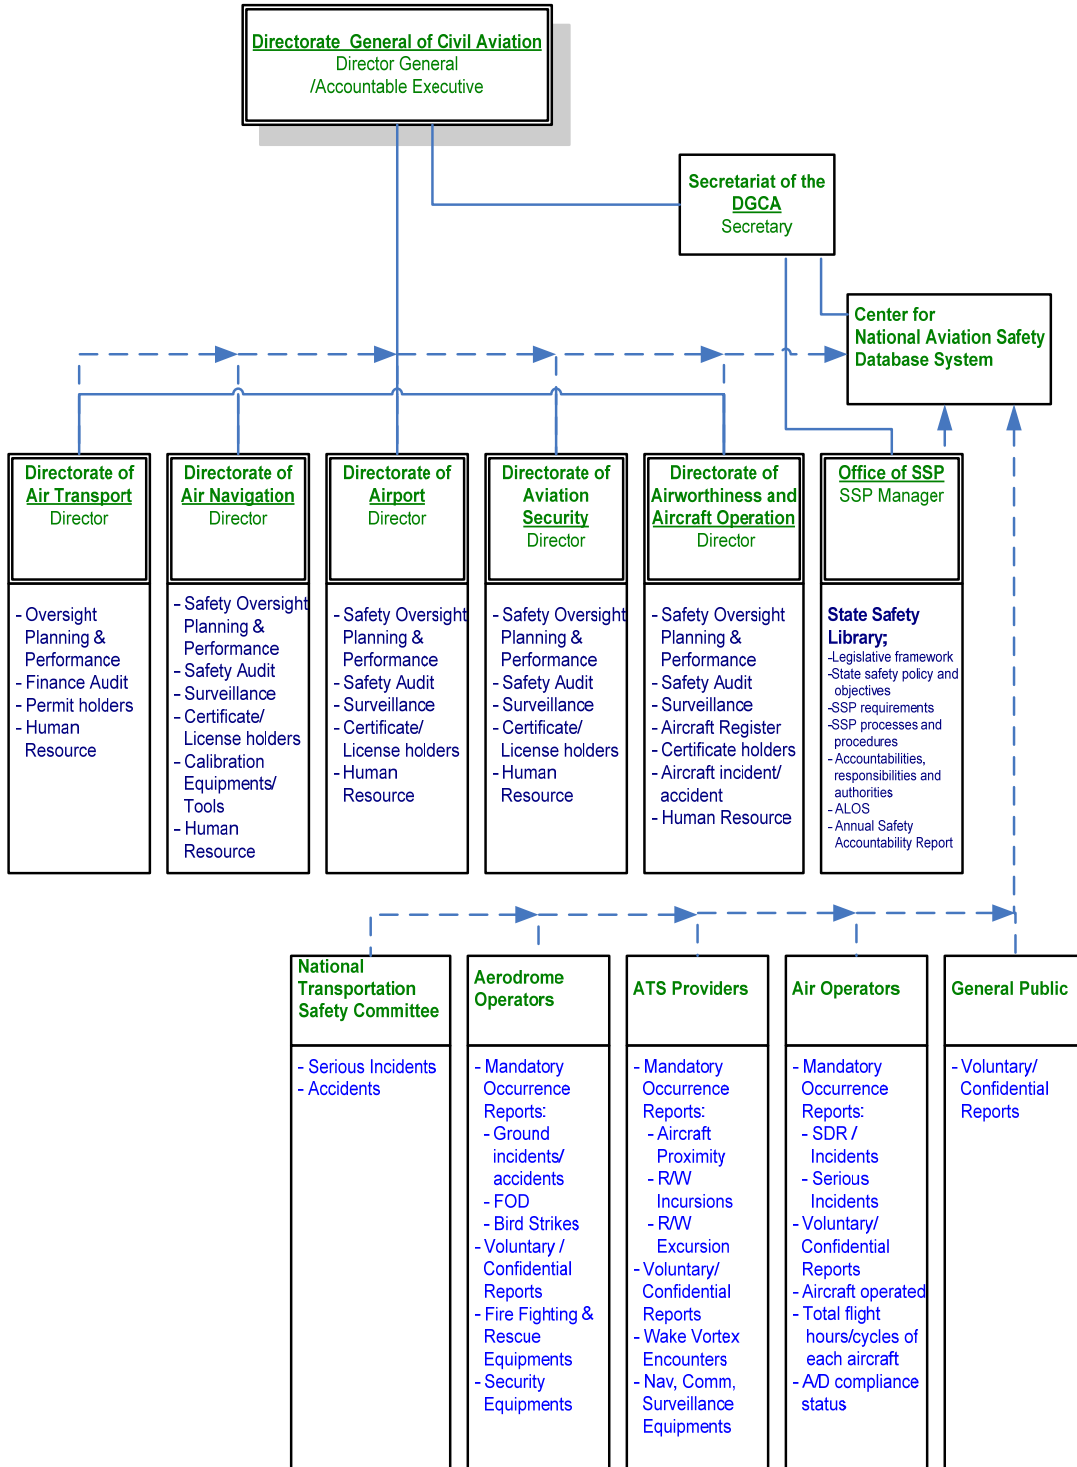 Directorate General of Civil Aviation
Director General
/Accountable Executive
Secretariat of the
DGCA
Secretary
Center for
National Aviation Safety
Database System
Directorate of
Air Transport
Director
Directorate of
Air Navigation
Director
Directorate of
Airport
Director
Directorate of
Aviation
Security
Director
Directorate of
Airworthiness and
Aircraft Operation
Director
Office of SSP
SSP Manager
- Oversight
Planning &
Performance
- Finance Audit
- Permit holders
- Human
Resource
- Safety Oversight
Planning &
Performance
- Safety Audit
- Surveillance
- Certificate/
License holders
- Calibration
Equipments/
Tools
- Human
Resource
- Safety Oversight
Planning &
Performance
- Safety Audit
- Surveillance
- Certificate/
License holders
- Human
Resource
- Safety Oversight
Planning &
Performance
- Safety Audit
- Surveillance
- Certificate/
License holders
- Human
Resource
- Safety Oversight
Planning &
Performance
- Safety Audit
- Surveillance
- Aircraft Register
- Certificate holders
- Aircraft incident/
accident
- Human Resource
State Safety
Library;
-Legislative framework
-State safety policy and
objectives
-SSP requirements
-SSP processes and
procedures
- Accountabilities,
responsibilities and
authorities
- ALOS
- Annual Safety
Accountability Report
National
Transportation
Safety Committee
- Serious Incidents
- Accidents
Aerodrome
Operators
- Mandatory
Occurrence
Reports:
- Ground
incidents/
accidents
- FOD
- Bird Strikes
- Voluntary /
Confidential
Reports
- Fire Fighting &
Rescue
Equipments
- Security
Equipments
ATS Providers
- Mandatory
Occurrence
Reports:
- Aircraft
Proximity
- R/W
Incursions
- R/W
Excursion
- Voluntary/
Confidential
Reports
- Wake Vortex
Encounters
- Nav, Comm,
Surveillance
Equipments
Air Operators
- Mandatory
Occurrence
Reports:
- SDR /
Incidents
- Serious
Incidents
- Voluntary/
Confidential
Reports
- Aircraft operated
- Total flight
hours/cycles of
each aircraft
- A/D compliance
status
General Public
- Voluntary/
Confidential
Reports